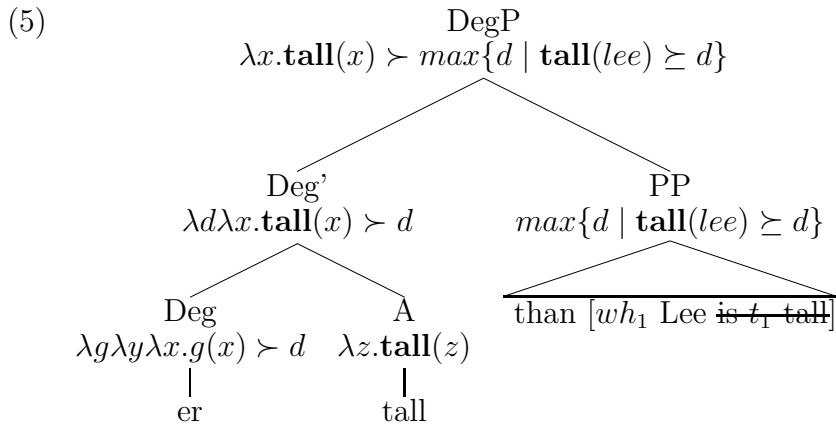 (5) DegP
λx.tall(x) ≻ max{d | tall(lee) ⪰ d}
Deg' PP
λdλx.tall(x) ≻ d max{d | tall(lee) ⪰ d}
Deg A than [wh₁ Lee is t₁ tall]
λgλyλx.g(x) ≻ d λz.tall(z)
er tall